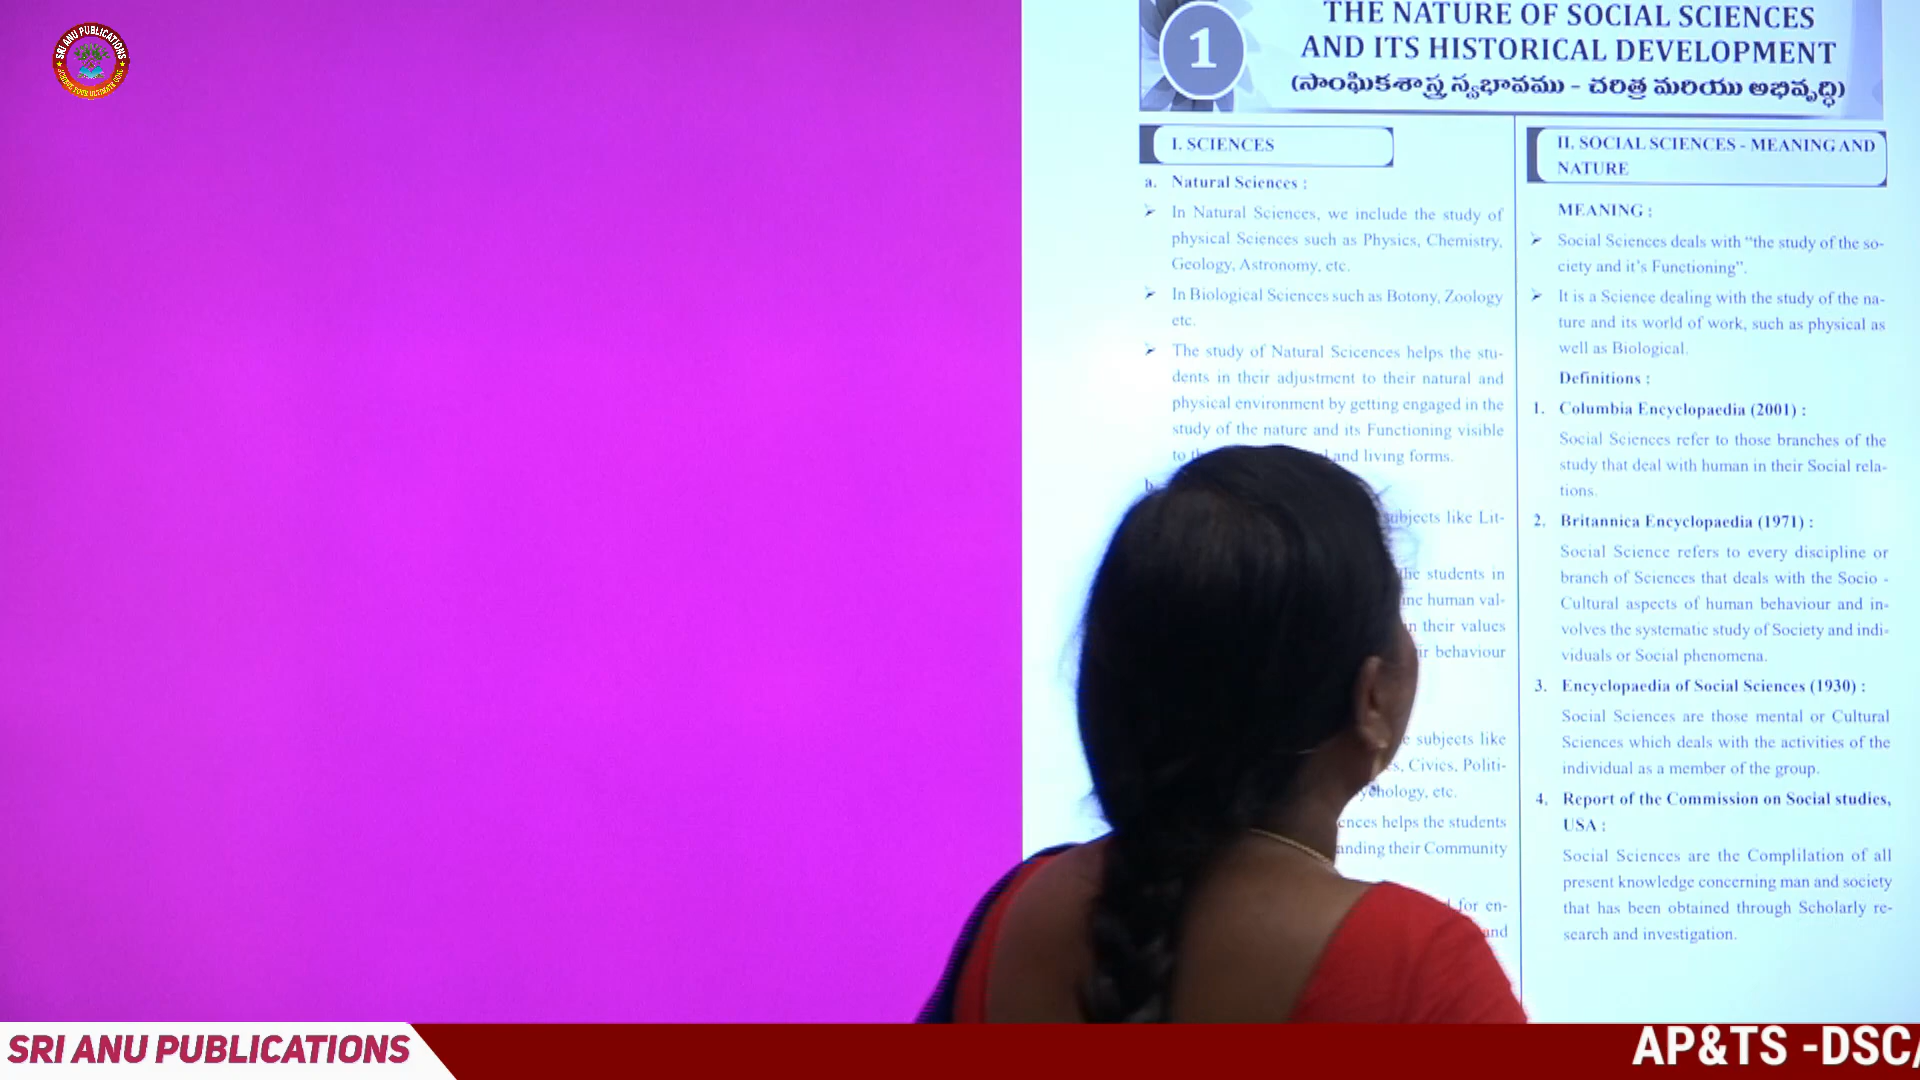 SRI ANU PUBLICATIONS
1
THE NATURE OF SOCIAL SCIENCES
AND ITS HISTORICAL DEVELOPMENT
(సాంఘికశాస్త్ర స్వభావము - చరిత్ర మరియు అభివృద్ధి)
I. SCIENCES
a. Natural Sciences :
➢ In Natural Sciences, we include the study of
physical Sciences such as Physics, Chemistry,
Geology, Astronomy, etc.
➢ In Biological Sciences such as Botony, Zoology
etc.
➢ The study of Natural Scicences helps the stu-
dents in their adjustment to their natural and
physical environment by getting engaged in the
study of the nature and its Functioning visible
to and living forms.
subjects like Lit-
the students in
human val-
their values
behaviour
subjects like
Civics, Politi-
etc.
helps the students
their Community
for en-
and
II. SOCIAL SCIENCES - MEANING AND
NATURE
MEANING :
➢ Social Sciences deals with “the study of the so-
ciety and it's Functioning”.
➢ It is a Science dealing with the study of the na-
ture and its world of work, such as physical as
well as Biological.
Definitions :
1. Columbia Encyclopaedia (2001) :
Social Sciences refer to those branches of the
study that deal with human in their Social rela-
tions.
2. Britannica Encyclopaedia (1971) :
Social Science refers to every discipline or
branch of Sciences that deals with the Socio -
Cultural aspects of human behaviour and in-
volves the systematic study of Society and indi-
viduals or Social phenomena.
3. Encyclopaedia of Social Sciences (1930) :
Social Sciences are those mental or Cultural
Sciences which deals with the activities of the
individual as a member of the group.
4. Report of the Commission on Social studies,
USA :
Social Sciences are the Complilation of all
present knowledge concerning man and society
that has been obtained through Scholarly re-
search and investigation.
SRI ANU PUBLICATIONS
AP&TS -DSC/